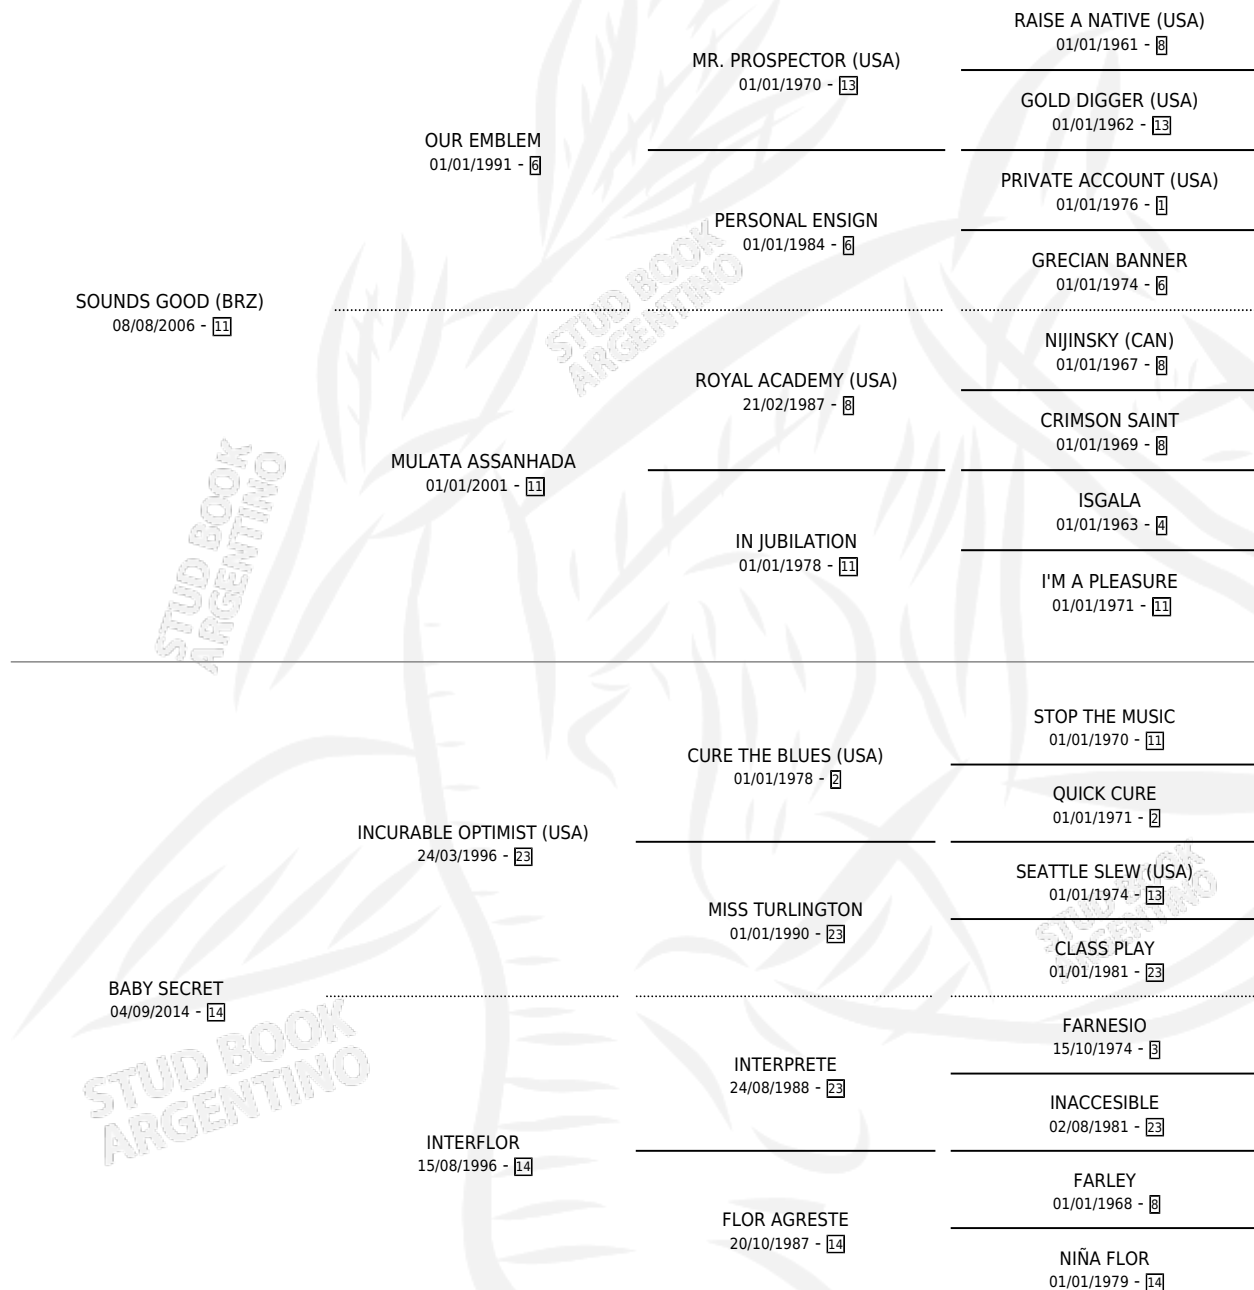 RAISE A NATIVE (USA)
01/01/1961 - 8
MR. PROSPECTOR (USA)
01/01/1970 - 13
GOLD DIGGER (USA)
01/01/1962 - 13
OUR EMBLEM
01/01/1991 - 6
PRIVATE ACCOUNT (USA)
01/01/1976 - 1
PERSONAL ENSIGN
01/01/1984 - 6
GRECIAN BANNER
01/01/1974 - 6
SOUNDS GOOD (BRZ)
08/08/2006 - 11
NIJINSKY (CAN)
01/01/1967 - 8
ROYAL ACADEMY (USA)
21/02/1987 - 8
CRIMSON SAINT
01/01/1969 - 8
MULATA ASSANHADA
01/01/2001 - 11
ISGALA
01/01/1963 - 4
IN JUBILATION
01/01/1978 - 11
I'M A PLEASURE
01/01/1971 - 11
STOP THE MUSIC
01/01/1970 - 11
CURE THE BLUES (USA)
01/01/1978 - 2
QUICK CURE
01/01/1971 - 2
INCURABLE OPTIMIST (USA)
24/03/1996 - 23
SEATTLE SLEW (USA)
01/01/1974 - 13
MISS TURLINGTON
01/01/1990 - 23
CLASS PLAY
01/01/1981 - 23
BABY SECRET
04/09/2014 - 14
FARNESIO
15/10/1974 - 3
INTERPRETE
24/08/1988 - 23
INACCESIBLE
02/08/1981 - 23
INTERFLOR
15/08/1996 - 14
FARLEY
01/01/1968 - 8
FLOR AGRESTE
20/10/1987 - 14
NIÑA FLOR
01/01/1979 - 14
STUD BOOK
ARGENTINO
STUD BOOK
ARGENTINO
STUD BOOK
ARGENTINO
STUD BOOK
ARGENTINO